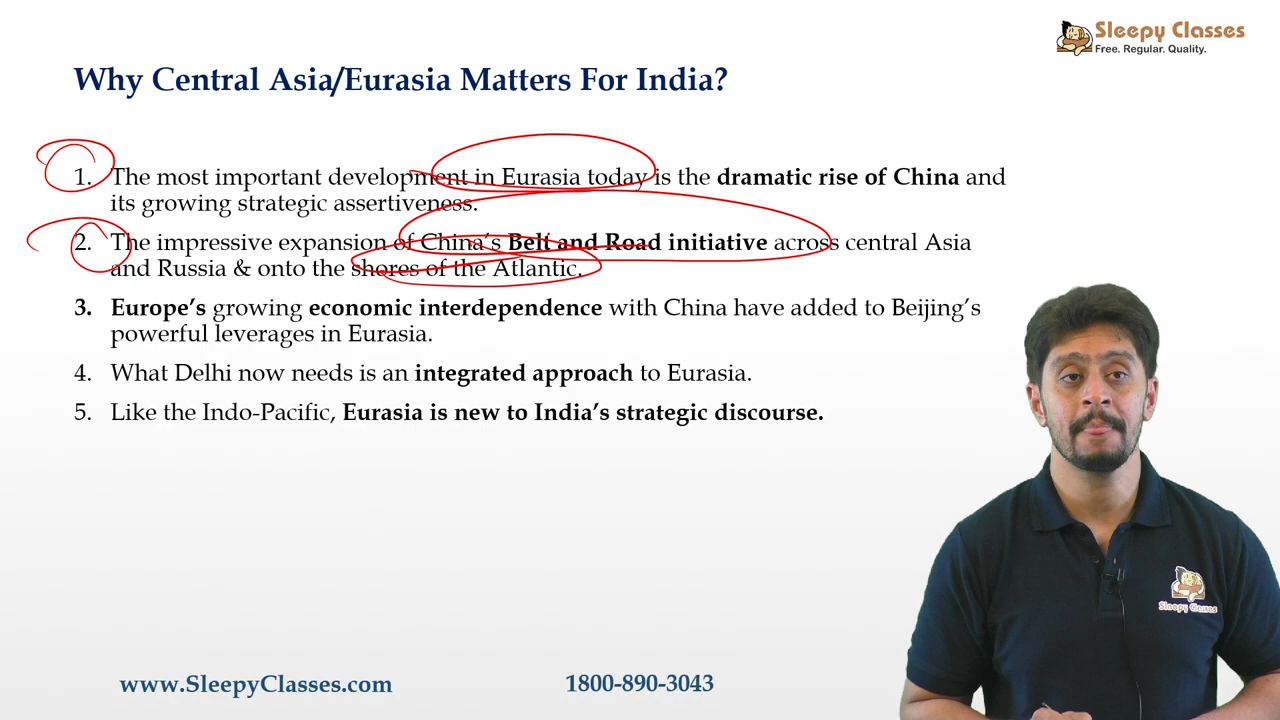 Sleepy Classes
Free. Regular. Quality.
Why Central Asia/Eurasia Matters For India?
1. The most important development in Eurasia today is the dramatic rise of China and
its growing strategic assertiveness.
2. The impressive expansion of China's Belt and Road initiative across central Asia
and Russia & onto the shores of the Atlantic.
3. Europe's growing economic interdependence with China have added to Beijing's
powerful leverages in Eurasia.
4. What Delhi now needs is an integrated approach to Eurasia.
5. Like the Indo-Pacific, Eurasia is new to India's strategic discourse.
Sleepy Classes
www.SleepyClasses.com
1800-890-3043